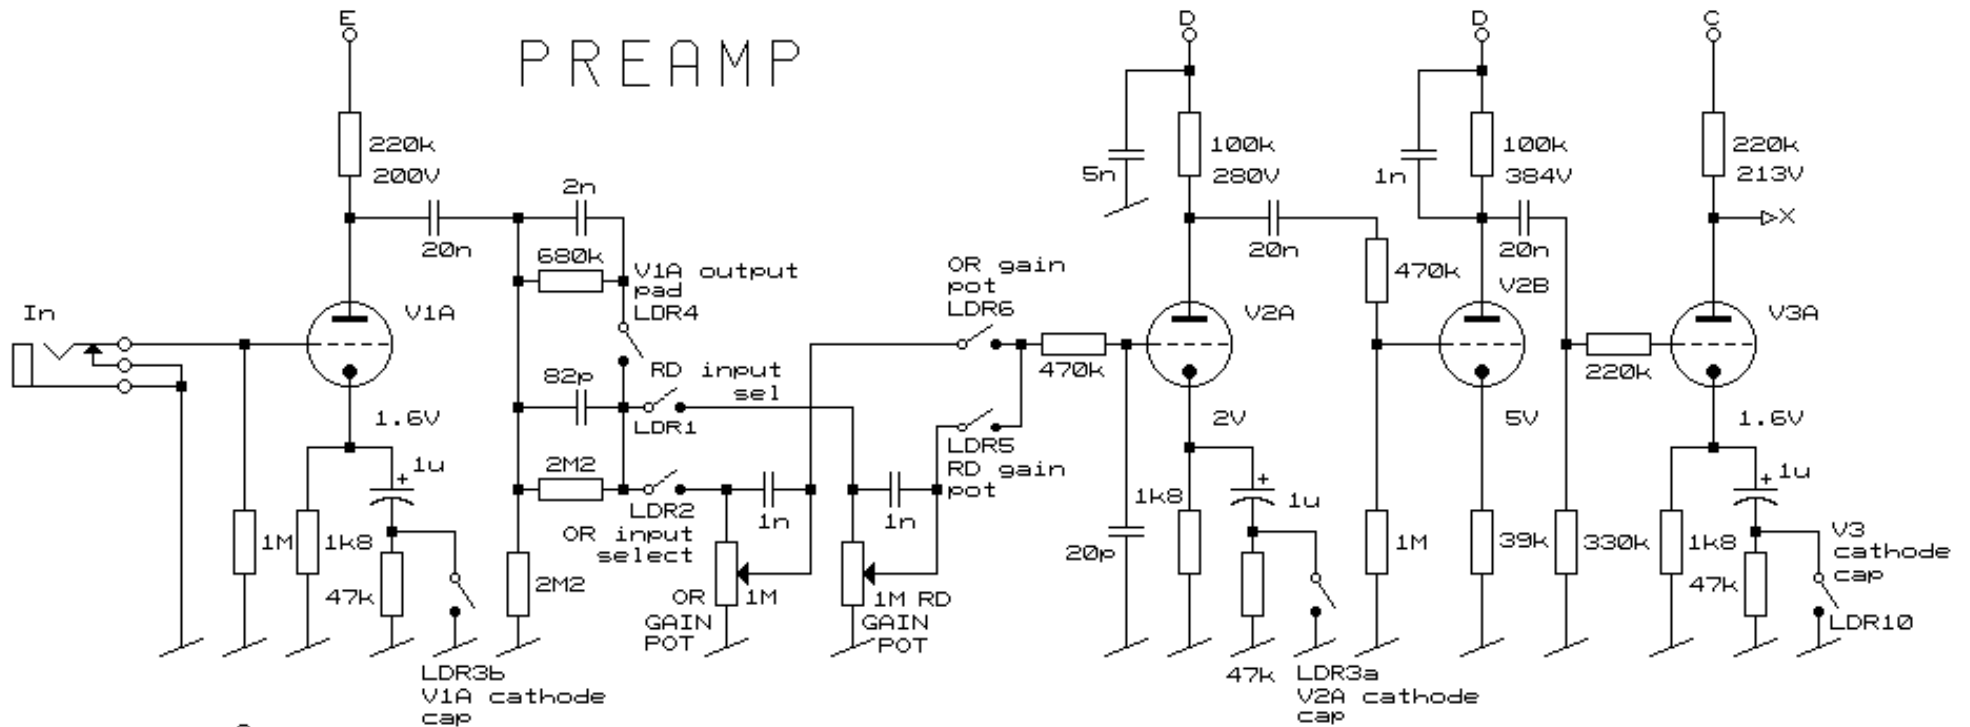 E
D
D
C
PREAMP
220k
200V
2n
20n
680k
V1A output
pad
LDR4
In
V1A
82p
RD input
sel
LDR1
1.6V
1u
2M2
LDR2
OR input
select
1n
1n
1M
1k8
47k
2M2
OR
GAIN
POT
1M
1M RD
GAIN
POT
LDR3b
V1A cathode
cap
OR gain
pot
LDR6
LDR5
RD gain
pot
470k
5n
100k
280V
20n
V2A
2V
1k8
1u
20p
47k
LDR3a
V2A cathode
cap
470k
1n
100k
384V
20n
V2B
5V
1M
39k
330k
220k
220k
213V
X
V3A
1.6V
1u
1k8
47k
V3
cathode
cap
LDR10
+
+
+